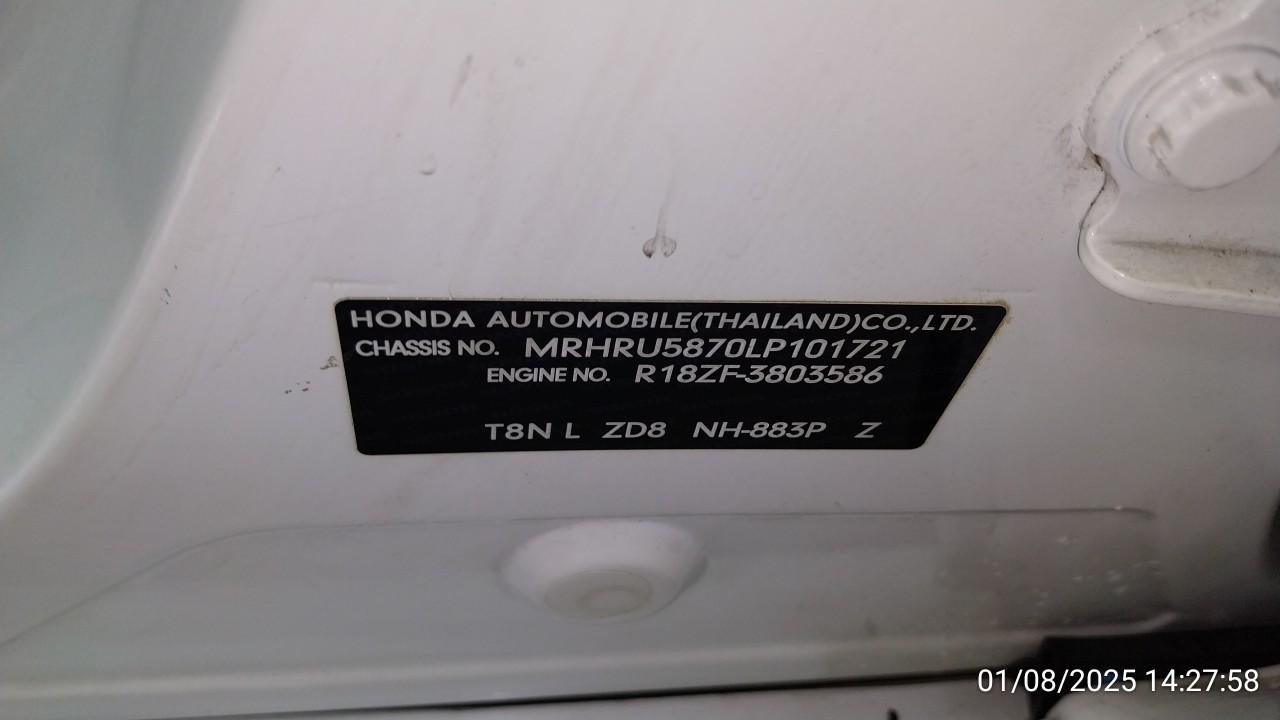 HONDA AUTOMOBILE(THAILAND)CO.,LTD.
CHASSIS NO. MRHRU5870LP101721
ENGINE NO. R18ZF-3803586
T8N L ZD8 NH-883P Z
01/08/2025 14:27:58